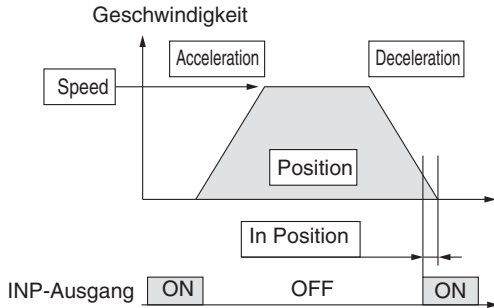 Geschwindigkeit
Acceleration
Deceleration
Speed
Position
In Position
INP-Ausgang ON OFF ON